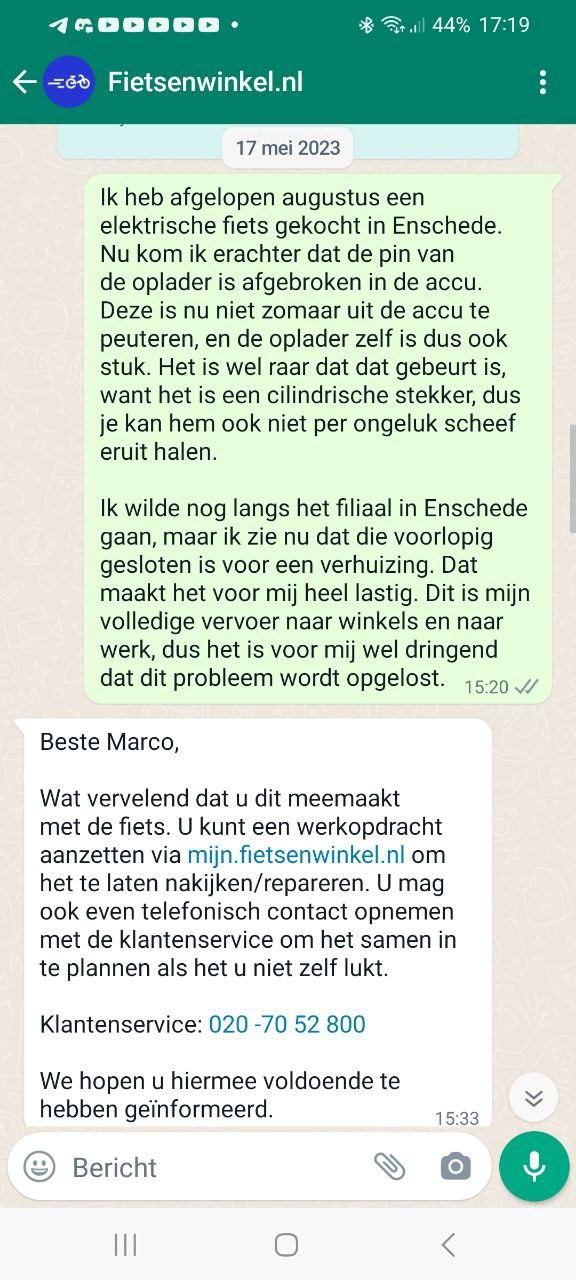 44% 17:19
Fietsenwinkel.nl
17 mei 2023
Ik heb afgelopen augustus een
elektrische fiets gekocht in Enschede.
Nu kom ik erachter dat de pin van
de oplader is afgebroken in de accu.
Deze is nu niet zomaar uit de accu te
peuteren, en de oplader zelf is dus ook
stuk. Het is wel raar dat dat gebeurt is,
want het is een cilindrische stekker, dus
je kan hem ook niet per ongeluk scheef
eruit halen.
Ik wilde nog langs het filiaal in Enschede
gaan, maar ik zie nu dat die voorlopig
gesloten is voor een verhuizing. Dat
maakt het voor mij heel lastig. Dit is mijn
volledige vervoer naar winkels en naar
werk, dus het is voor mij wel dringend
dat dit probleem wordt opgelost. 15:20
Beste Marco,
Wat vervelend dat u dit meemaakt
met de fiets. U kunt een werkopdracht
aanzetten via mijn.fietsenwinkel.nl om
het te laten nakijken/repareren. U mag
ook even telefonisch contact opnemen
met de klantenservice om het samen in
te plannen als het u niet zelf lukt.
Klantenservice: 020 -70 52 800
We hopen u hiermee voldoende te
hebben geïnformeerd. 15:33
Bericht